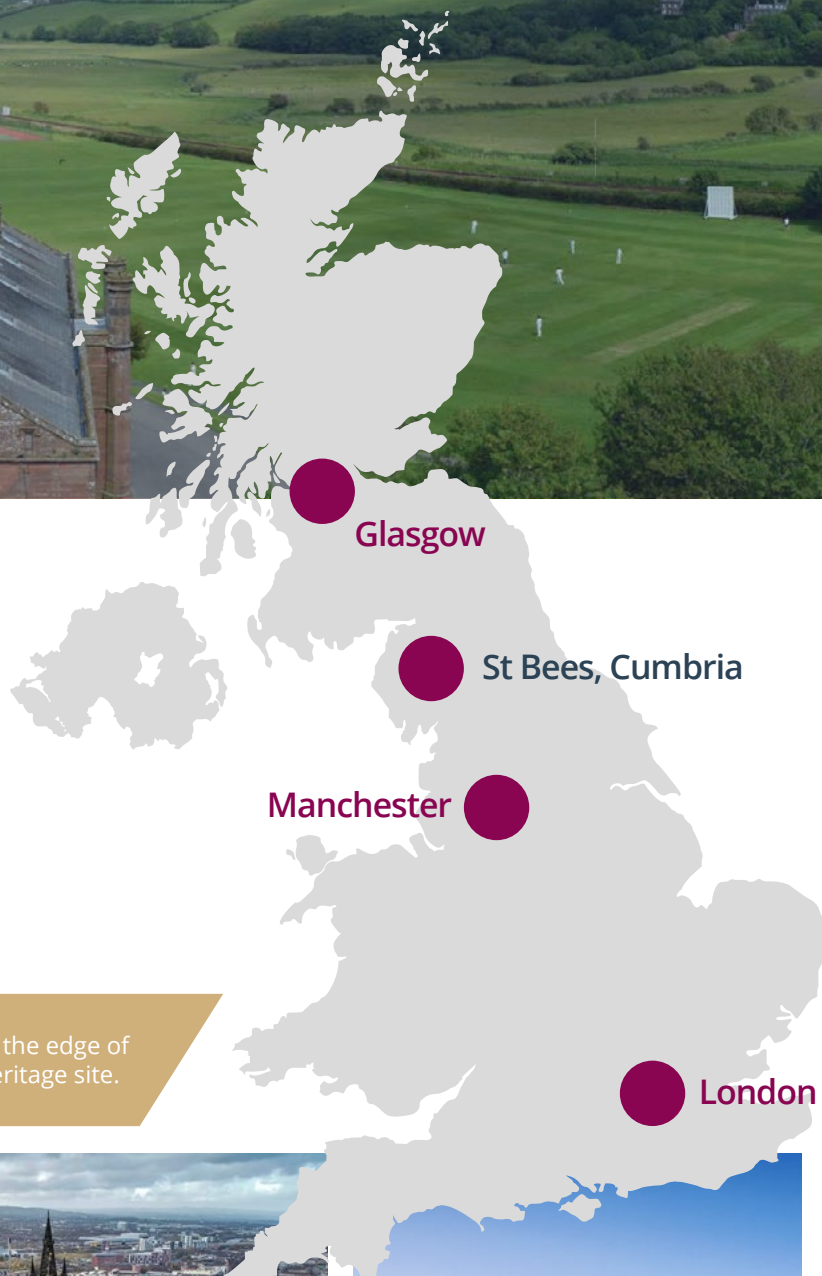 Glasgow
St Bees, Cumbria
Manchester
the edge of
eritage site.
London